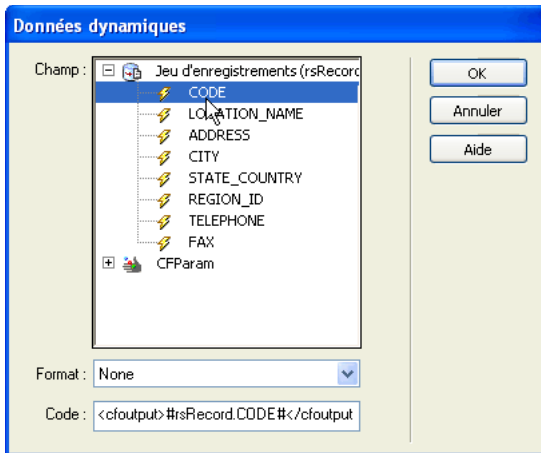 Données dynamiques
Champ :
Jeu d'enregistrements (rsRecord
CODE
LOCATION_NAME
ADDRESS
CITY
STATE_COUNTRY
REGION_ID
TELEPHONE
FAX
CFParam
OK
Annuler
Aide
Format : None
Code : <cfoutput>#rsRecord.CODE#</cfoutput